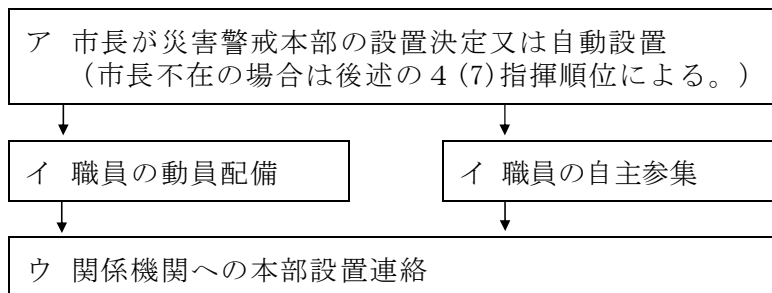 ア 市長が災害警戒本部の設置決定又は自動設置
（市長不在の場合は後述の４(7)指揮順位による。）
イ 職員の動員配備
イ 職員の自主参集
ウ 関係機関への本部設置連絡